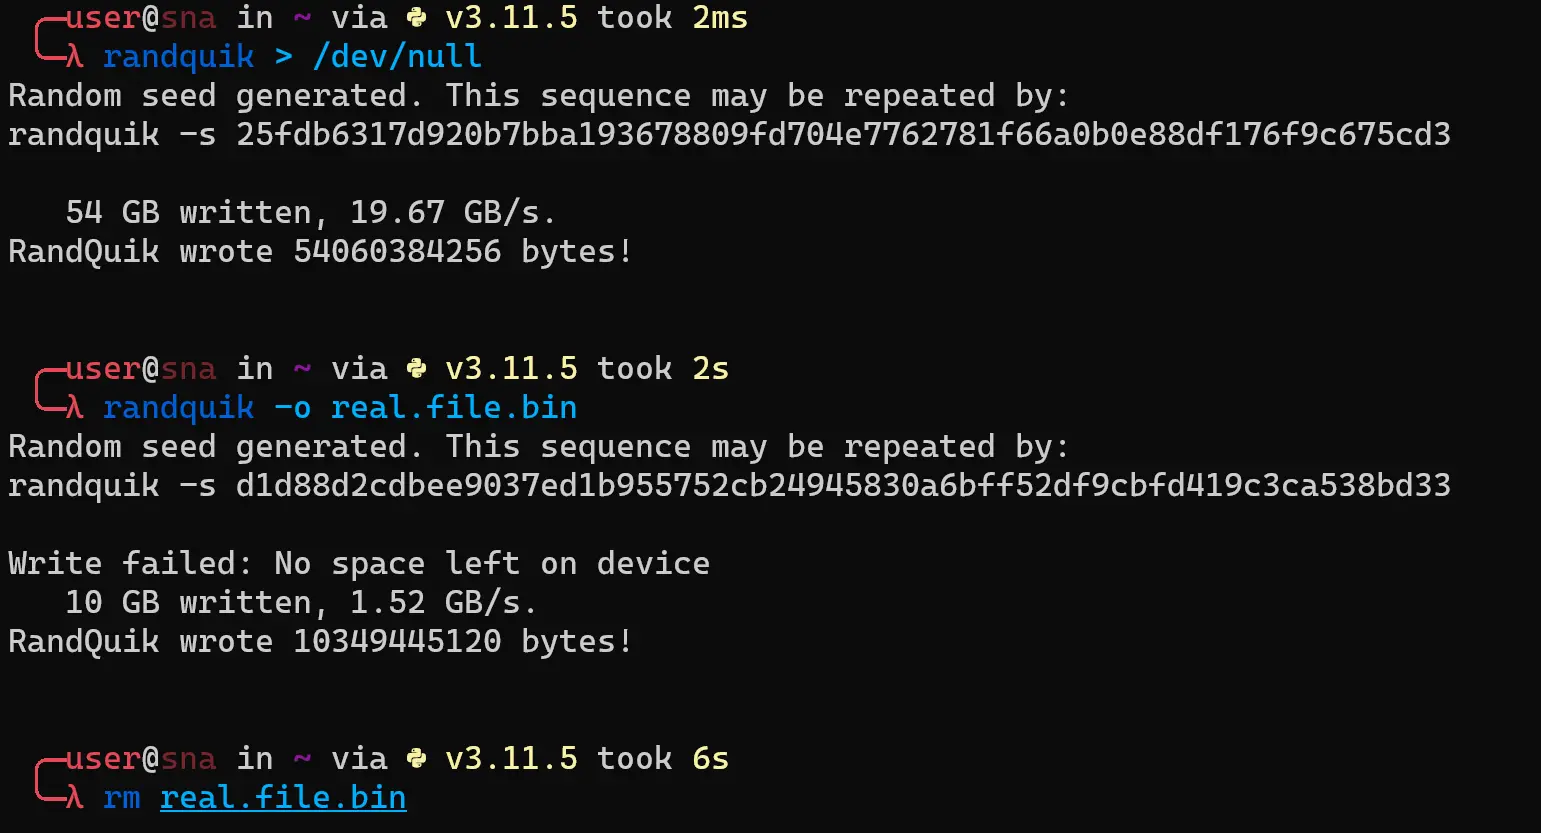 user@sna in ~ via v3.11.5 took 2ms
λ randquik > /dev/null
Random seed generated. This sequence may be repeated by:
randquik -s 25fdb6317d920b7bba193678809fd704e7762781f66a0b0e88df176f9c675cd3
54 GB written, 19.67 GB/s.
RandQuik wrote 54060384256 bytes!
user@sna in ~ via v3.11.5 took 2s
λ randquik -o real.file.bin
Random seed generated. This sequence may be repeated by:
randquik -s d1d88d2cdbee9037ed1b955752cb24945830a6bff52df9cbfd419c3ca538bd33
Write failed: No space left on device
10 GB written, 1.52 GB/s.
RandQuik wrote 10349445120 bytes!
user@sna in ~ via v3.11.5 took 6s
λ rm real.file.bin